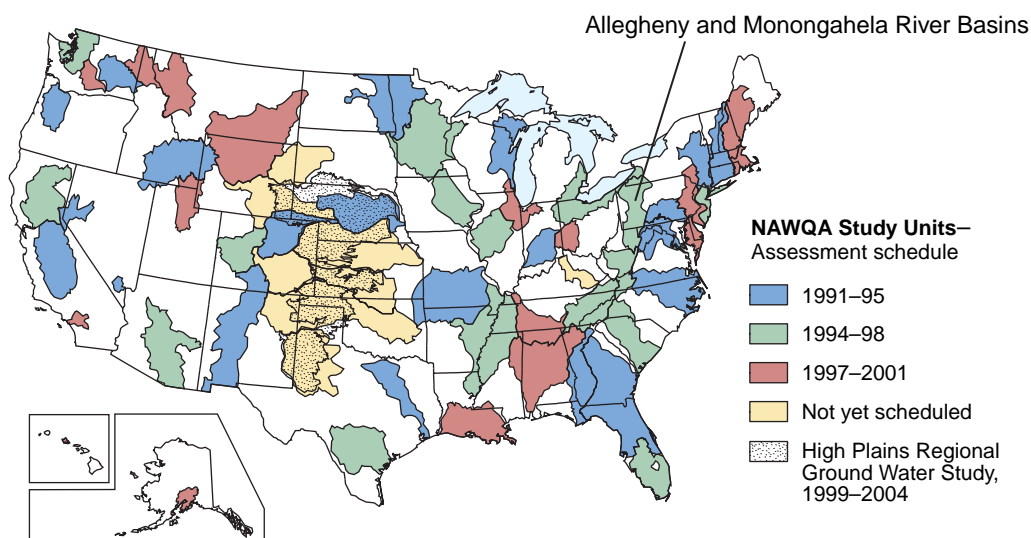 Allegheny and Monongahela River Basins
NAWQA Study Units–
Assessment schedule
1991–95
1994–98
1997–2001
Not yet scheduled
High Plains Regional
Ground Water Study,
1999–2004